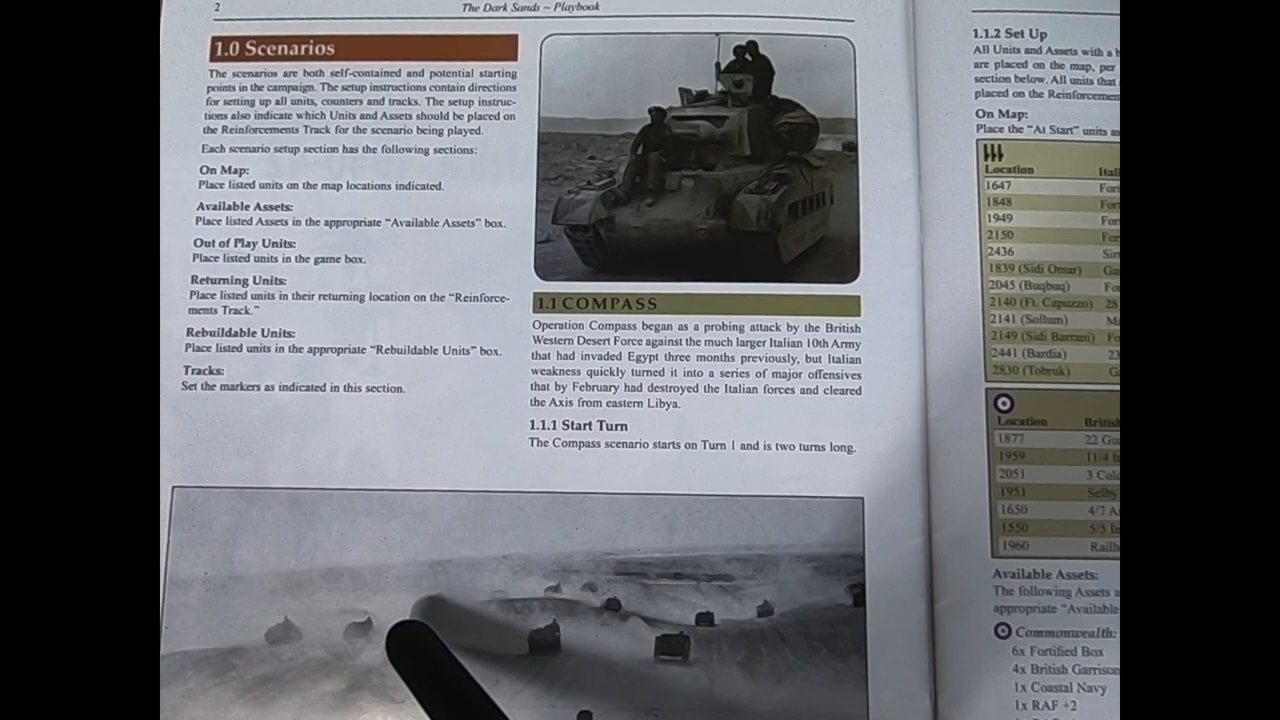 2
The Dark Sands ~ Playbook
1.0 Scenarios
The scenarios are both self-contained and potential starting
points in the campaign. The setup instructions contain directions
for setting up all units, counters and tracks. The setup instruc-
tions also indicate which Units and Assets should be placed on
the Reinforcements Track for the scenario being played.
Each scenario setup section has the following sections:
On Map:
Place listed units on the map locations indicated.
Available Assets:
Place listed Assets in the appropriate “Available Assets” box.
Out of Play Units:
Place listed units in the game box.
Returning Units:
Place listed units in their returning location on the “Reinforce-
ments Track.”
Rebuildable Units:
Place listed units in the appropriate “Rebuildable Units” box.
Tracks:
Set the markers as indicated in this section.
1.1 COMPASS
Operation Compass began as a probing attack by the British
Western Desert Force against the much larger Italian 10th Army
that had invaded Egypt three months previously, but Italian
weakness quickly turned it into a series of major offensives
that by February had destroyed the Italian forces and cleared
the Axis from eastern Libya.
1.1.1 Start Turn
The Compass scenario starts on Turn 1 and is two turns long.
1.1.2 Set Up
All Units and Assets with a
are placed on the map, per
section below. All units that
placed on the
On Map:
Place the “At Start” units
Location
1647
1848
1949
2150
2436
1839 (Sidi Omar)
2045 (Buqbuq)
2140 (Ft. Capuzzo) 28
2141 (Sollum)
2149 (Sidi Barrani)
2441 (Bardia) 23
2830 (Tobruk)
Location British
1877 22
1959 11/4
2051 3
1951 Selby
1650 4/7
1550 5/3
1960
Available Assets:
The following Assets
appropriate “Available
Commonwealth:
6x Fortified Box
4x British Garrison
1x Coastal Navy
1x RAF +2